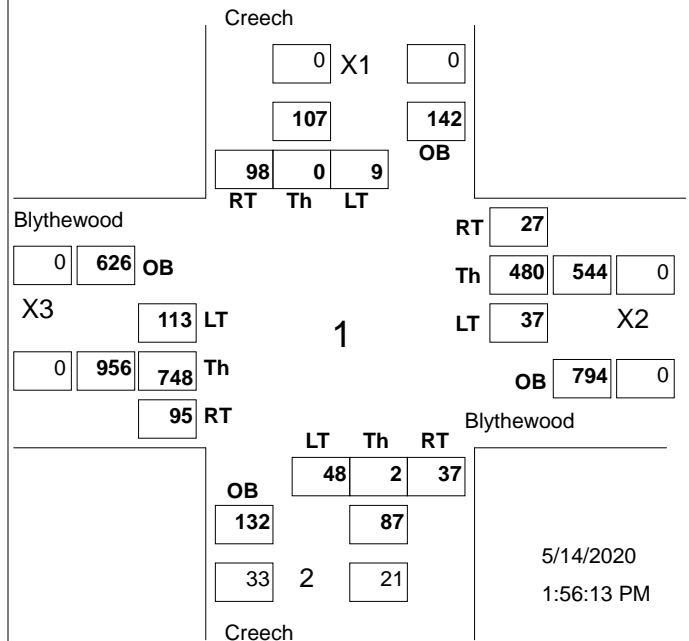 Creech
0 X1 0
107 142
OB
98 0 9
RT Th LT
Blythewood
RT 27
0 626 OB
Th 480 544 0
X3
113 LT
1
LT 37 X2
0 956 748 Th
OB 794 0
95 RT
Blythewood
LT Th RT
48 2 37
OB
132 87
33 2 21
5/14/2020
1:56:13 PM
Creech